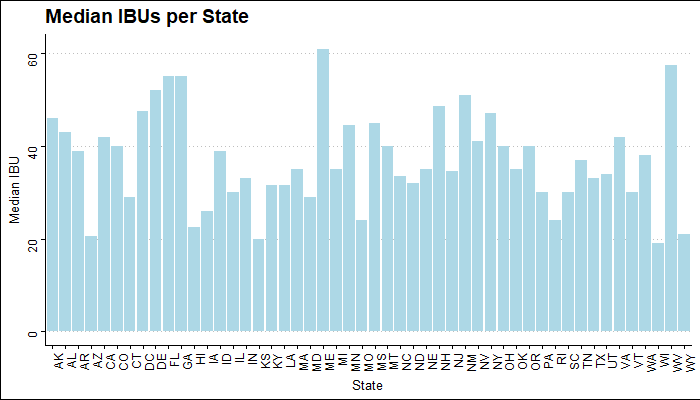 Median IBUs per State
Median IBU
60
40
20
0
AK AL AR AZ CA CO CT DC DE FL GA HI IA ID IL IN KS KY LA MA MD ME MI MN MO MS MT NC ND NE NH NJ NM NV NY OH OK OR PA RI SC TN TX UT VA VT WA WI WV WY
State